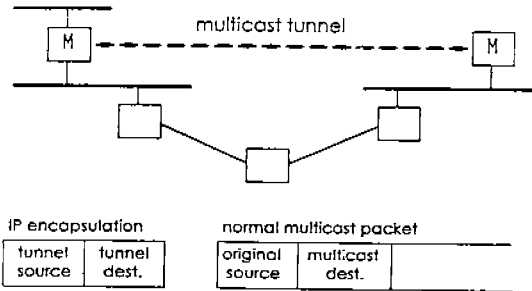 multicast tunnel
M
M
IP encapsulation
normal multicast packet
tunnel source
tunnel dest.
original source
multicast dest.